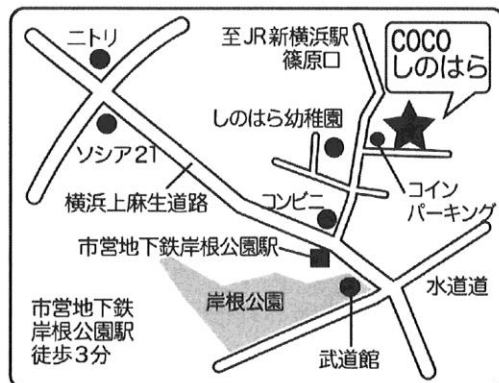 ニトリ
至JR新横浜駅
篠原口
COCO
しのはら
しのはら幼稚園
ソシア21
横浜上麻生道路
コンビニ
コイン
パーキング
市営地下鉄岸根公園駅
岸根公園
水道道
市営地下鉄
岸根公園駅
徒歩3分
武道館